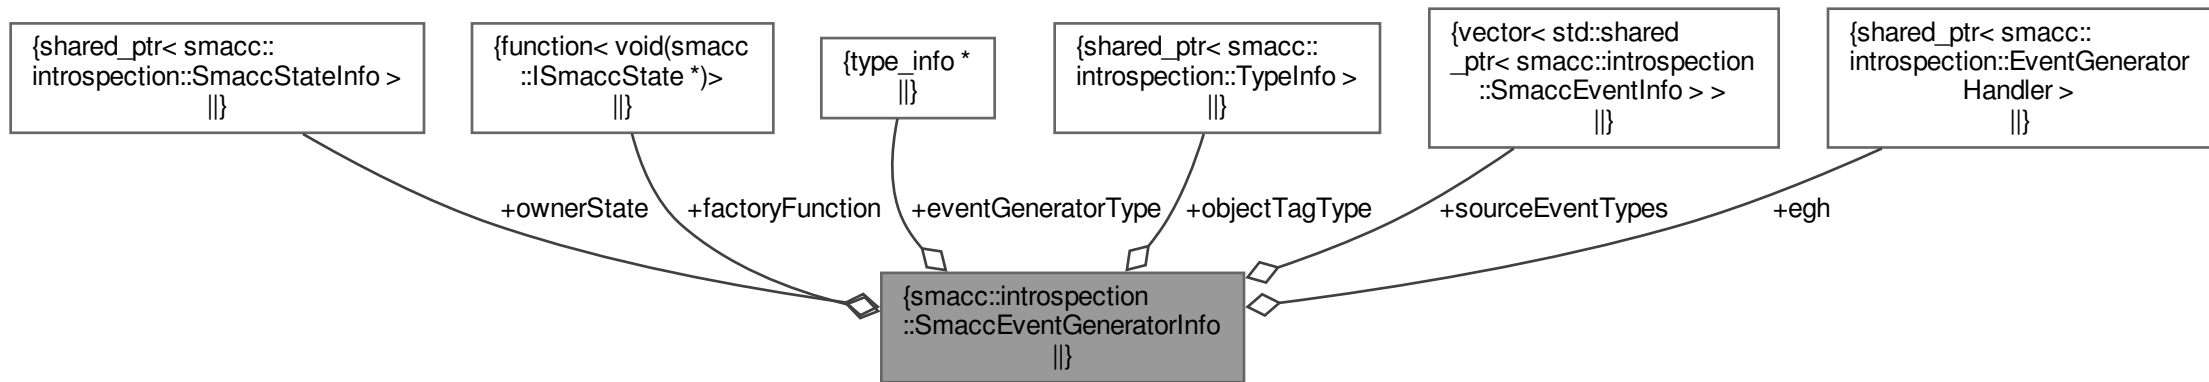 {shared_ptr< smacc::
introspection::SmaccStateInfo >
||}
{function< void(smacc
::ISmaccState *)>
||}
{type_info *
||}
{shared_ptr< smacc::
introspection::TypeInfo >
||}
{vector< std::shared
_ptr< smacc::introspection
::SmaccEventInfo > >
||}
{shared_ptr< smacc::
introspection::EventGenerator
Handler >
||}
+ownerState
+factoryFunction
+eventGeneratorType
+objectTagType
+sourceEventTypes
+egh
{smacc::introspection
::SmaccEventGeneratorInfo
||}